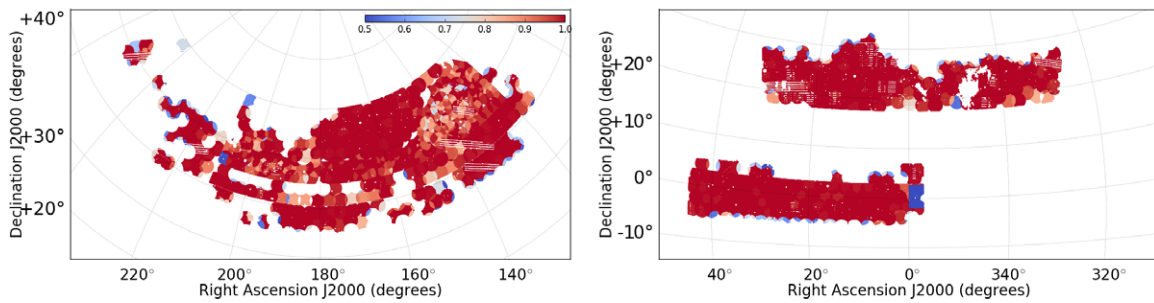 +40°
0.5 0.6 0.7 0.8 0.9 1.0
+30°
+20°
Declination J2000 (degrees)
220° 200° 180° 160° 140°
Right Ascension J2000 (degrees)
+20°
+10°
0°
-10°
Declination J2000 (degrees)
40° 20° 0° 340° 320°
Right Ascension J2000 (degrees)